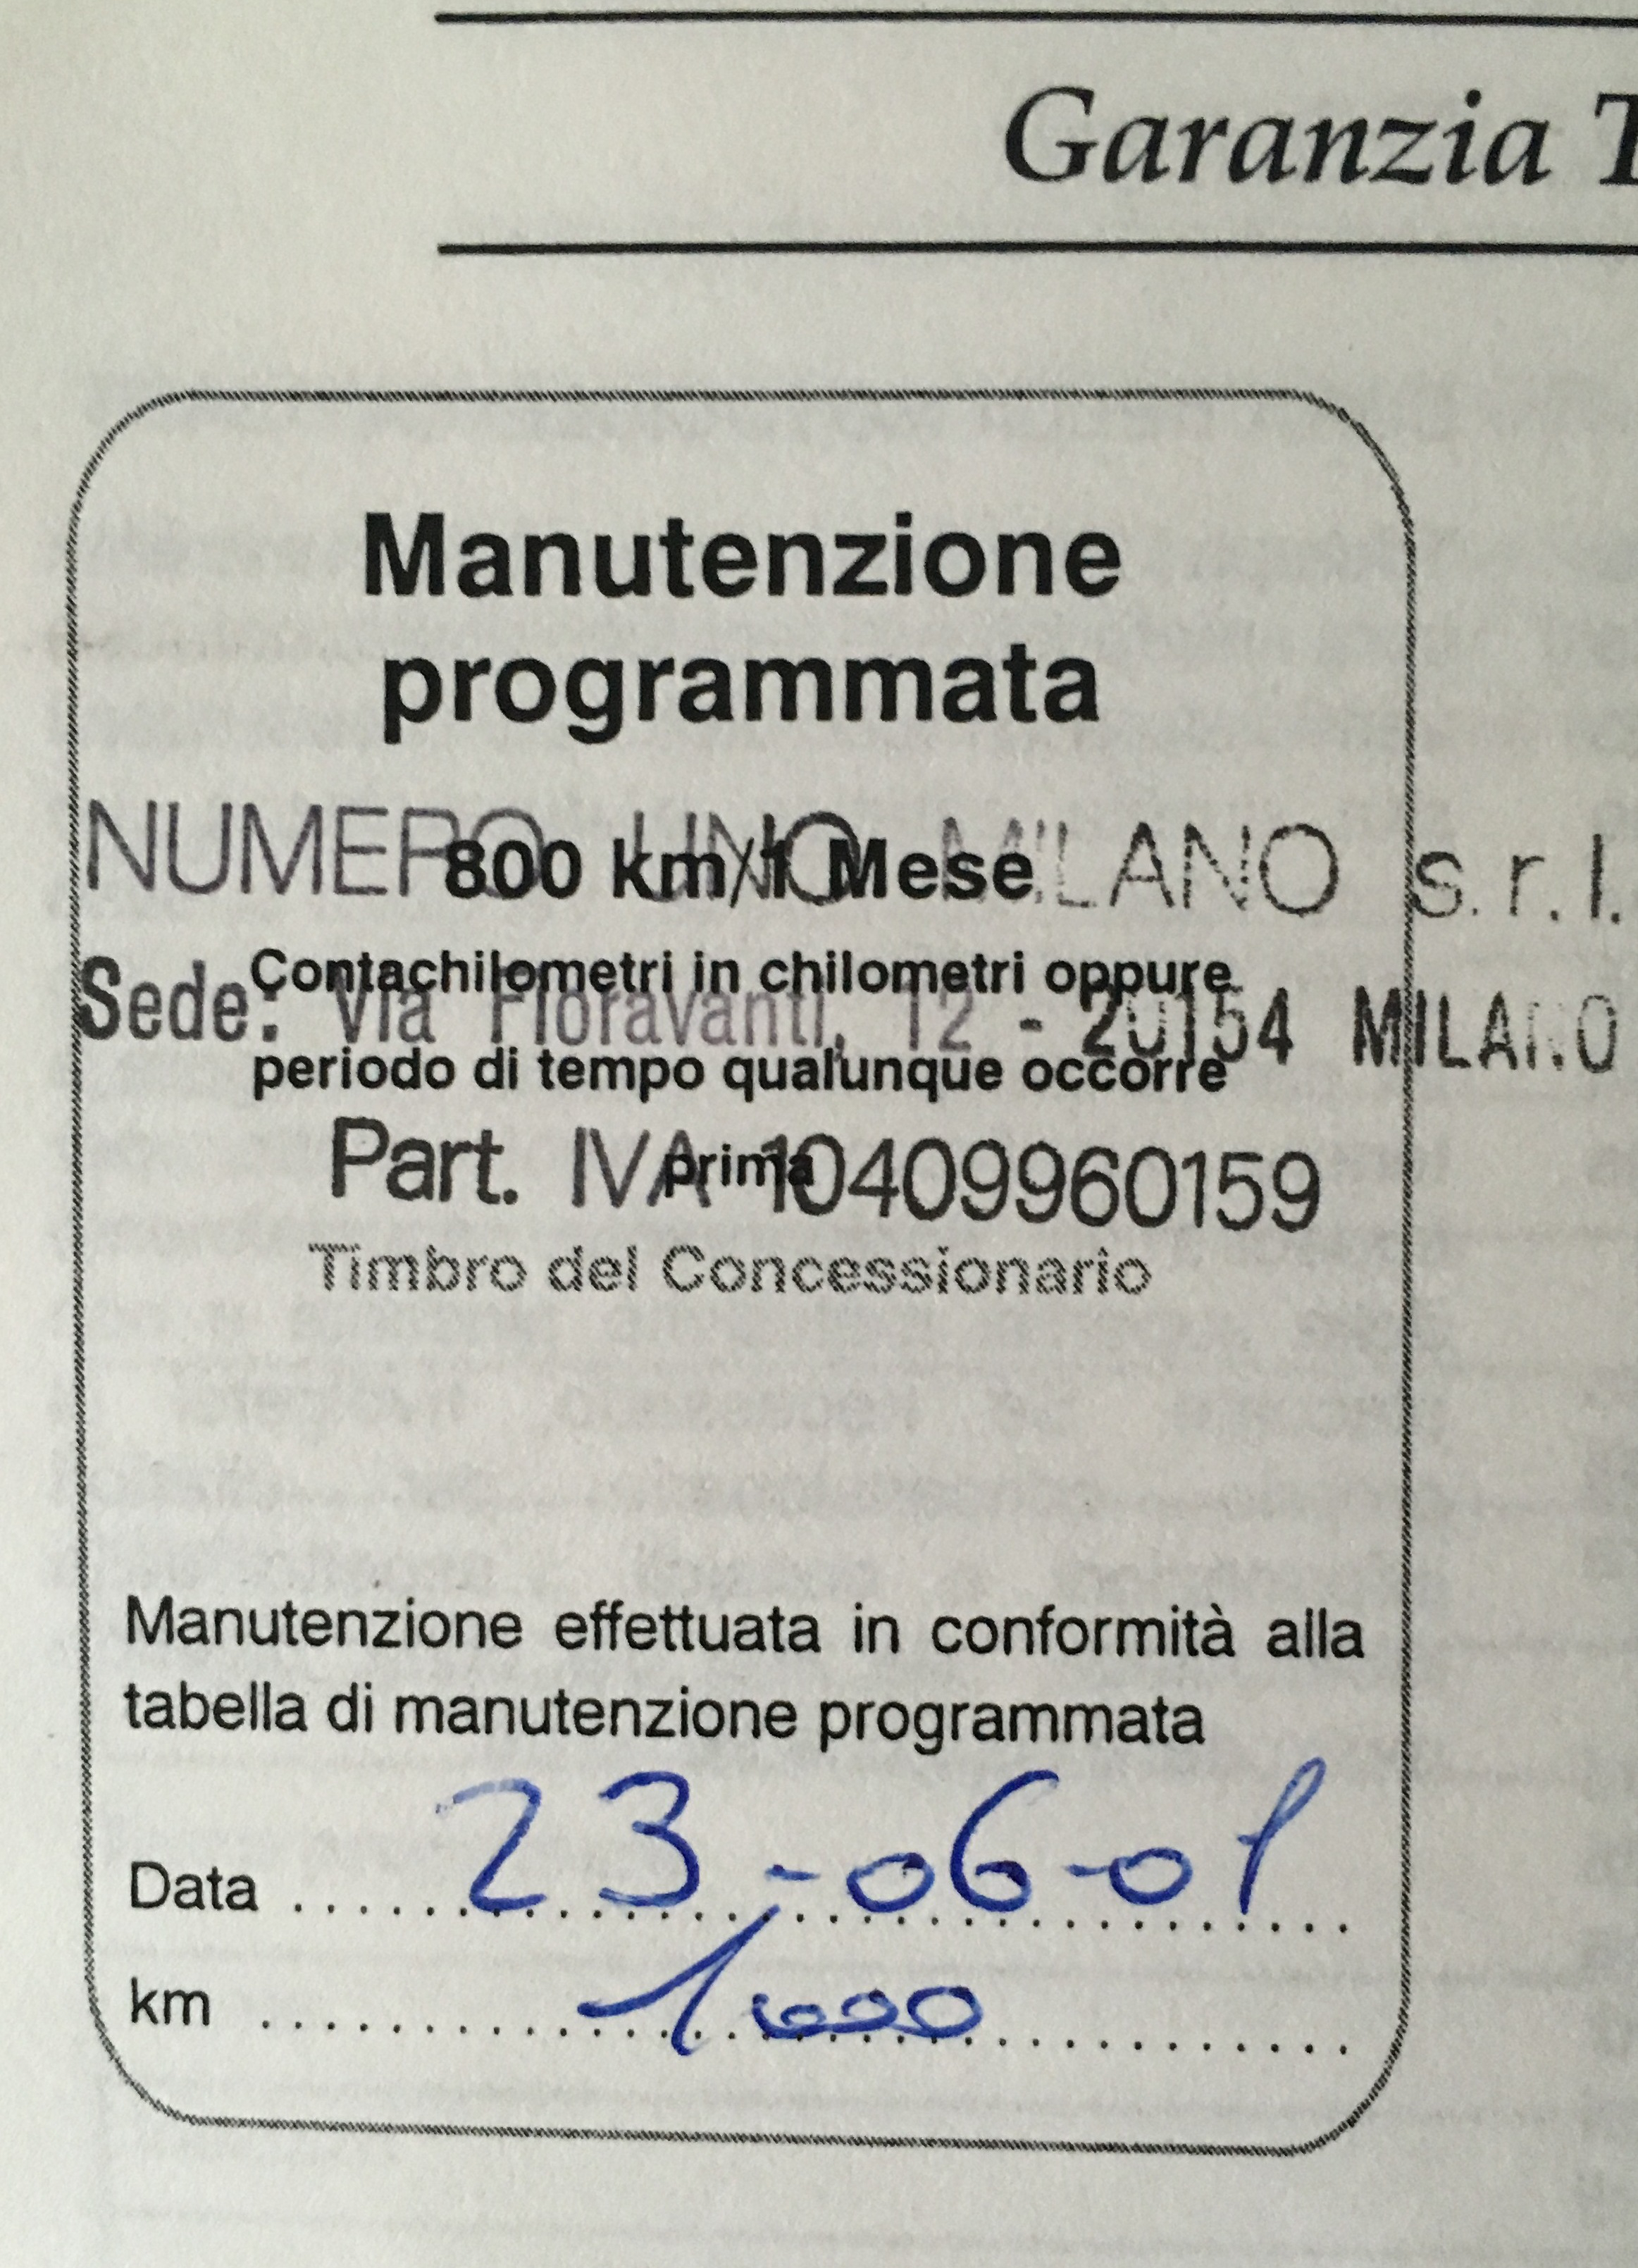 Garanzia T
Manutenzione
programmata
NUMERO UNO MILANO s.r.l.
800 km/1 Mese
Contachilometri in chilometri oppure
Sede: Via Fioravanti, 12 - 20154 MILANO
periodo di tempo qualunque occorre
prima
Part. IVA 10409960159
Timbro del Concessionario
Manutenzione effettuata in conformità alla
tabella di manutenzione programmata
Data 23-06-01
km 1000